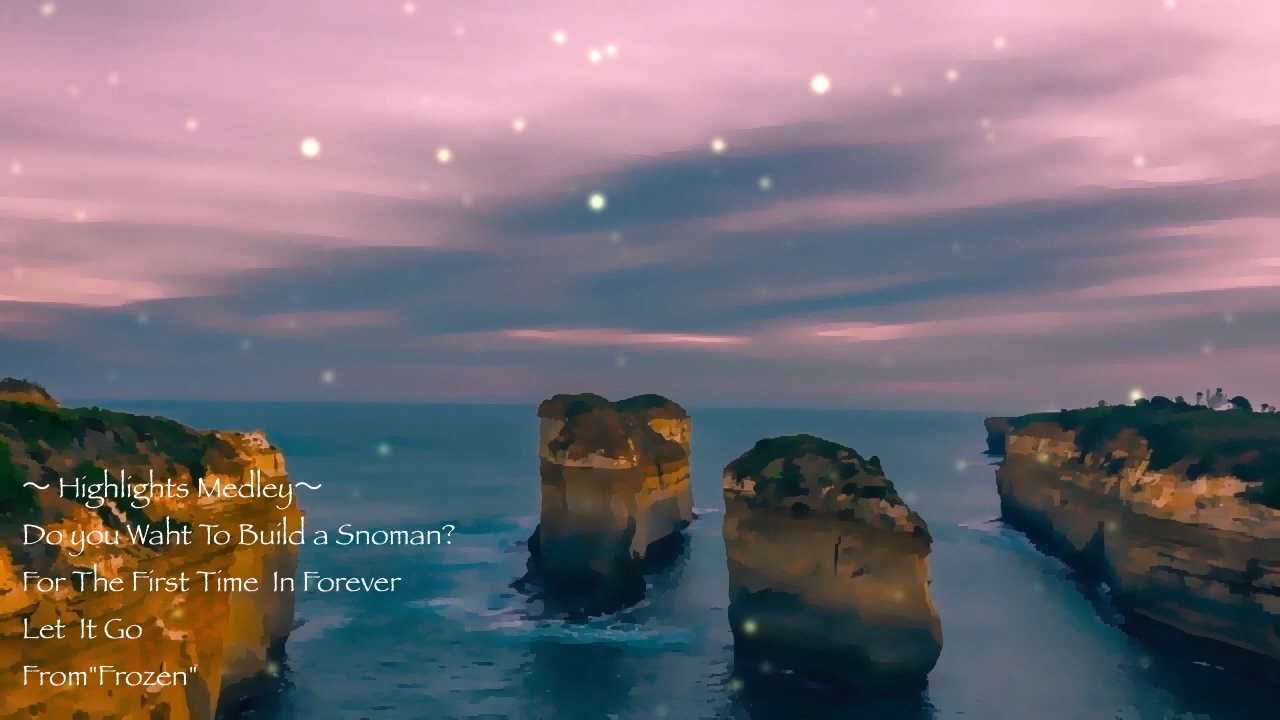 ～ Highlights Medley～
Do you Waht To Build a Snoman?
For The First Time In Forever
Let It Go
From"Frozen"